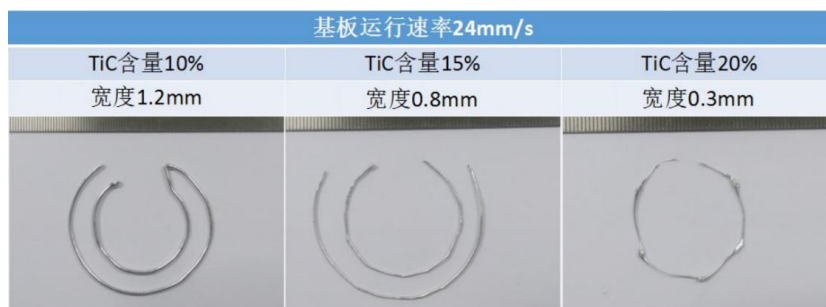 基板运行速率24mm/s
TiC含量10%
TiC含量15%
TiC含量20%
宽度1.2mm
宽度0.8mm
宽度0.3mm